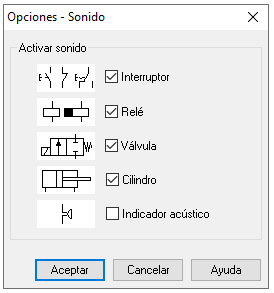 Opciones - Sonido
Activar sonido
Interruptor
Relé
Válvula
Cilindro
Indicador acústico
Aceptar
Cancelar
Ayuda